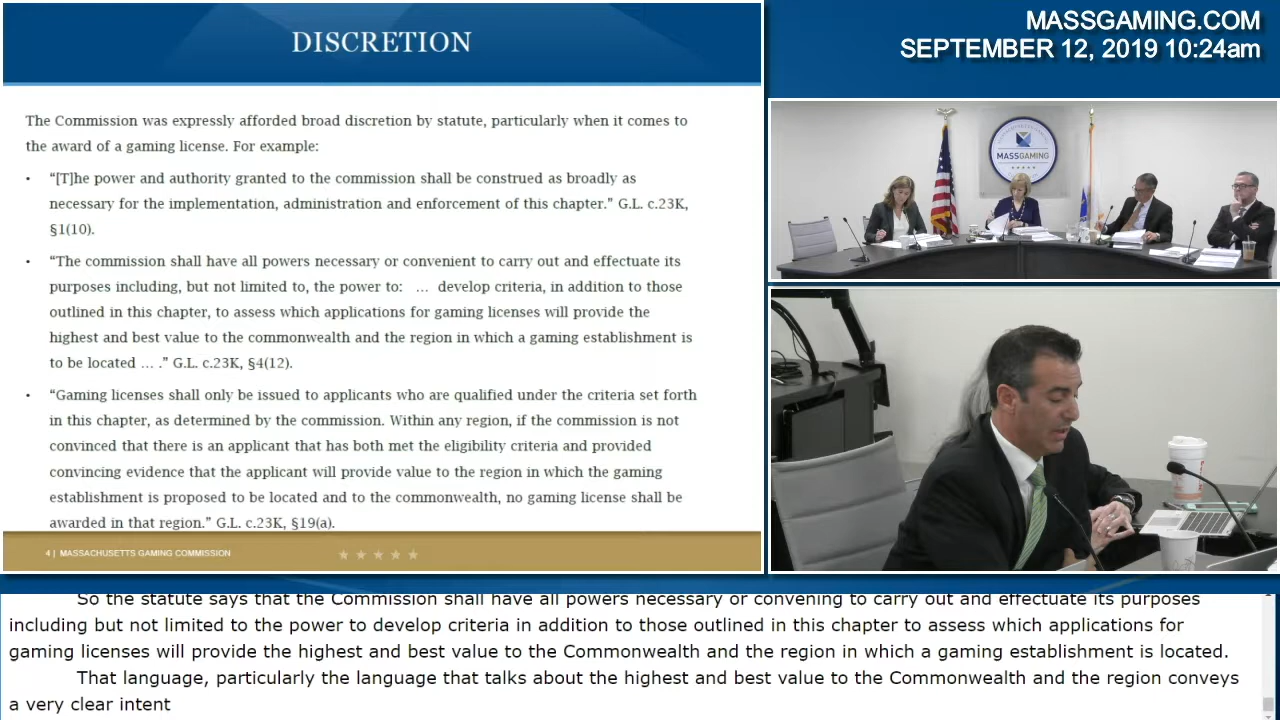 DISCRETION
The Commission was expressly afforded broad discretion by statute, particularly when it comes to
the award of a gaming license. For example:
• “[T]he power and authority granted to the commission shall be construed as broadly as
necessary for the implementation, administration and enforcement of this chapter.” G.L. c.23K,
§1(10).
• “The commission shall have all powers necessary or convenient to carry out and effectuate its
purposes including, but not limited to, the power to: … develop criteria, in addition to those
outlined in this chapter, to assess which applications for gaming licenses will provide the
highest and best value to the commonwealth and the region in which a gaming establishment is
to be located … .” G.L. c.23K, §4(12).
• “Gaming licenses shall only be issued to applicants who are qualified under the criteria set forth
in this chapter, as determined by the commission. Within any region, if the commission is not
convinced that there is an applicant that has both met the eligibility criteria and provided
convincing evidence that the applicant will provide value to the region in which the gaming
establishment is proposed to be located and to the commonwealth, no gaming license shall be
awarded in that region.” G.L. c.23K, §19(a).
4 | MASSACHUSETTS GAMING COMMISSION
MASSGAMING.COM
SEPTEMBER 12, 2019 10:24am
MASSGAMING
So the statute says that the Commission shall have all powers necessary or convening to carry out and effectuate its purposes
including but not limited to the power to develop criteria in addition to those outlined in this chapter to assess which applications for
gaming licenses will provide the highest and best value to the Commonwealth and the region in which a gaming establishment is located.
That language, particularly the language that talks about the highest and best value to the Commonwealth and the region conveys
a very clear intent